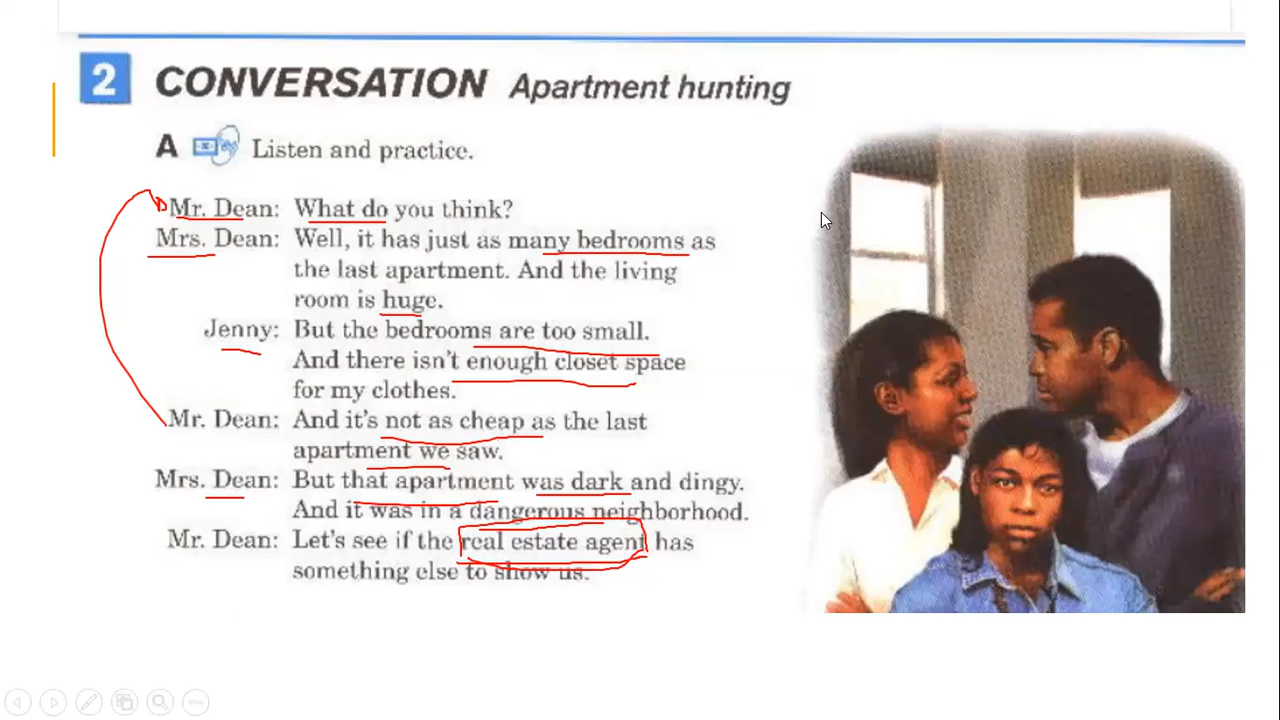 2 CONVERSATION Apartment hunting
A Listen and practice.
Mr. Dean: What do you think?
Mrs. Dean: Well, it has just as many bedrooms as
the last apartment. And the living
room is huge.
Jenny: But the bedrooms are too small.
And there isn't enough closet space
for my clothes.
Mr. Dean: And it's not as cheap as the last
apartment we saw.
Mrs. Dean: But that apartment was dark and dingy.
And it was in a dangerous neighborhood.
Mr. Dean: Let's see if the real estate agent has
something else to show us.